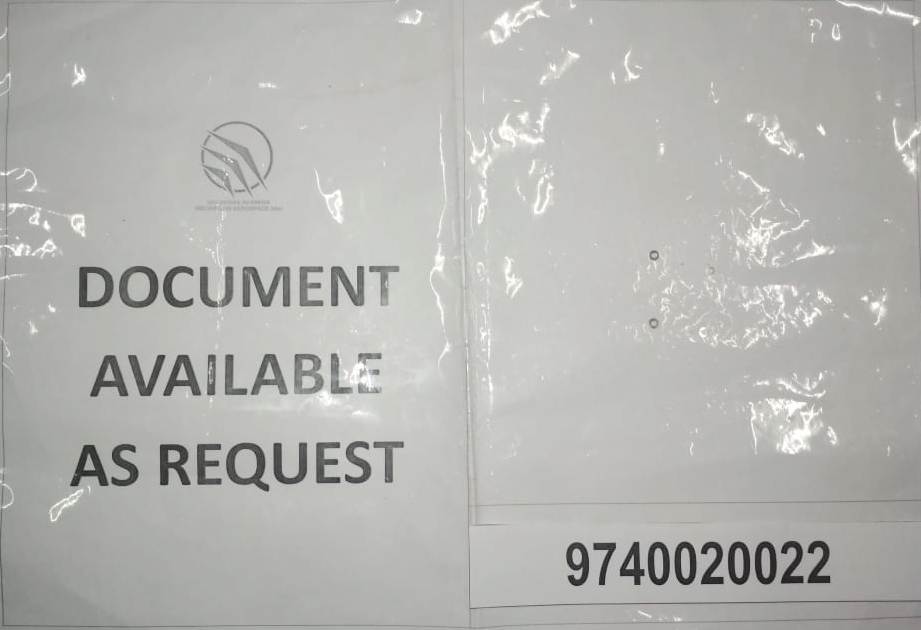 DOCUMENT
AVAILABLE
AS REQUEST
9740020022